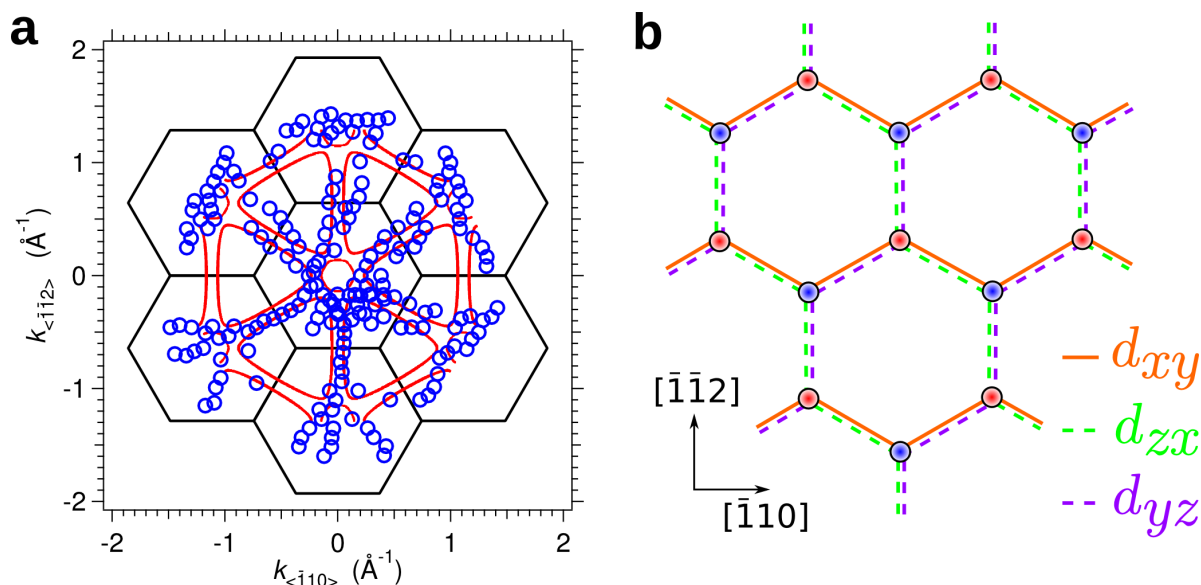 a
2
1
0
-1
-2
-2
-1
0
1
2
k<1̄1̄2> (Å⁻¹)
k<1̄10> (Å⁻¹)
b
[1̄1̄2]
[1̄10]
dxy
dzx
dyz